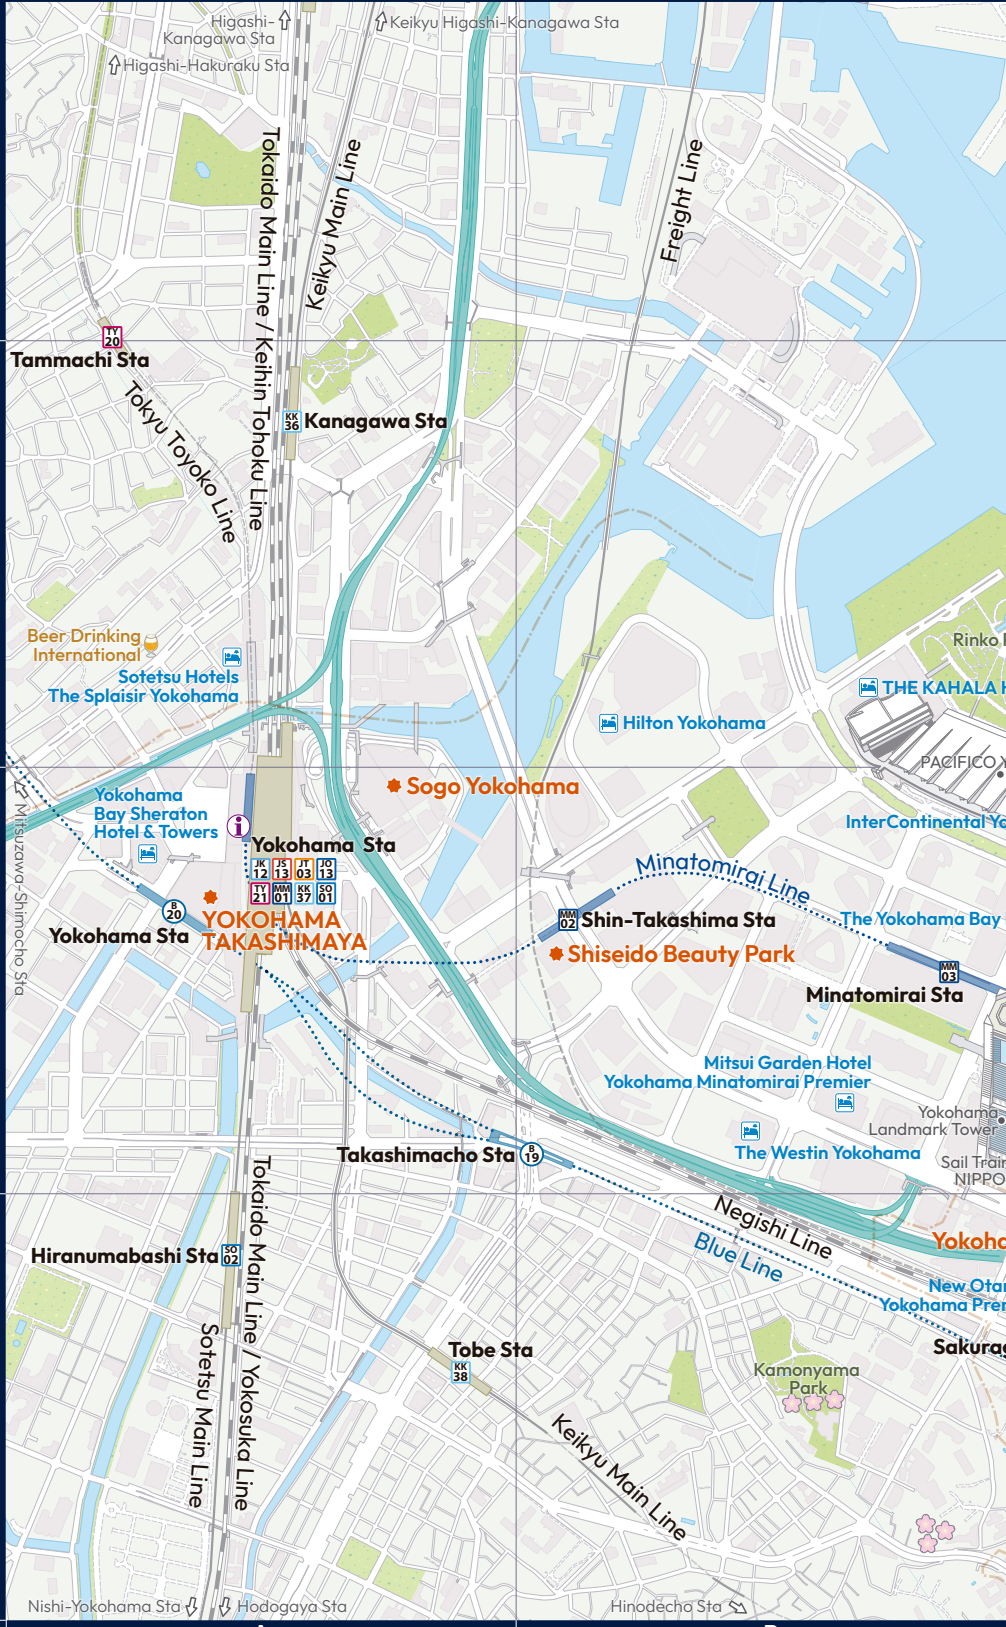 Higashi-
Kanagawa Sta
Keikyu Higashi-Kanagawa Sta
Higashi-Hakuraku Sta
Tokaido Main Line / Keihin Tohoku Line
Keikyu Main Line
Freight Line
TY
20
Tammachi Sta
Tokyu Toyoko Line
KK
36
Kanagawa Sta
Beer Drinking
International
Sotetsu Hotels
The Splaisir Yokohama
Rinko
THE KAHALA H
Hilton Yokohama
PACIFICO Y
Sogo Yokohama
Mitsuzawa-Shimocho Sta
Yokohama
Bay Sheraton
Hotel & Towers
i
InterContinental Yo
Yokohama Sta
JK
12
JS
13
JT
03
JO
13
TY
21
MM
01
KK
37
SO
01
Minatomirai Line
B
20
Yokohama Sta
YOKOHAMA
TAKASHIMAYA
MM
02
Shin-Takashima Sta
The Yokohama Bay
Shiseido Beauty Park
MM
03
Minatomirai Sta
Mitsui Garden Hotel
Yokohama Minatomirai Premier
Yokohama
Landmark Tower
Takashimacho Sta
B
19
The Westin Yokohama
Sail Train
NIPPO
Tokaido Main Line / Yokosuka Line
Negishi Line
Blue Line
Hiranumabashi Sta
SO
02
Yokoha
New Otan
Yokohama Prem
Sakurag
Sotetsu Main Line
Tobe Sta
KK
38
Kamonyama
Park
Keikyu Main Line
Nishi-Yokohama Sta
Hodogaya Sta
Hinodecho Sta